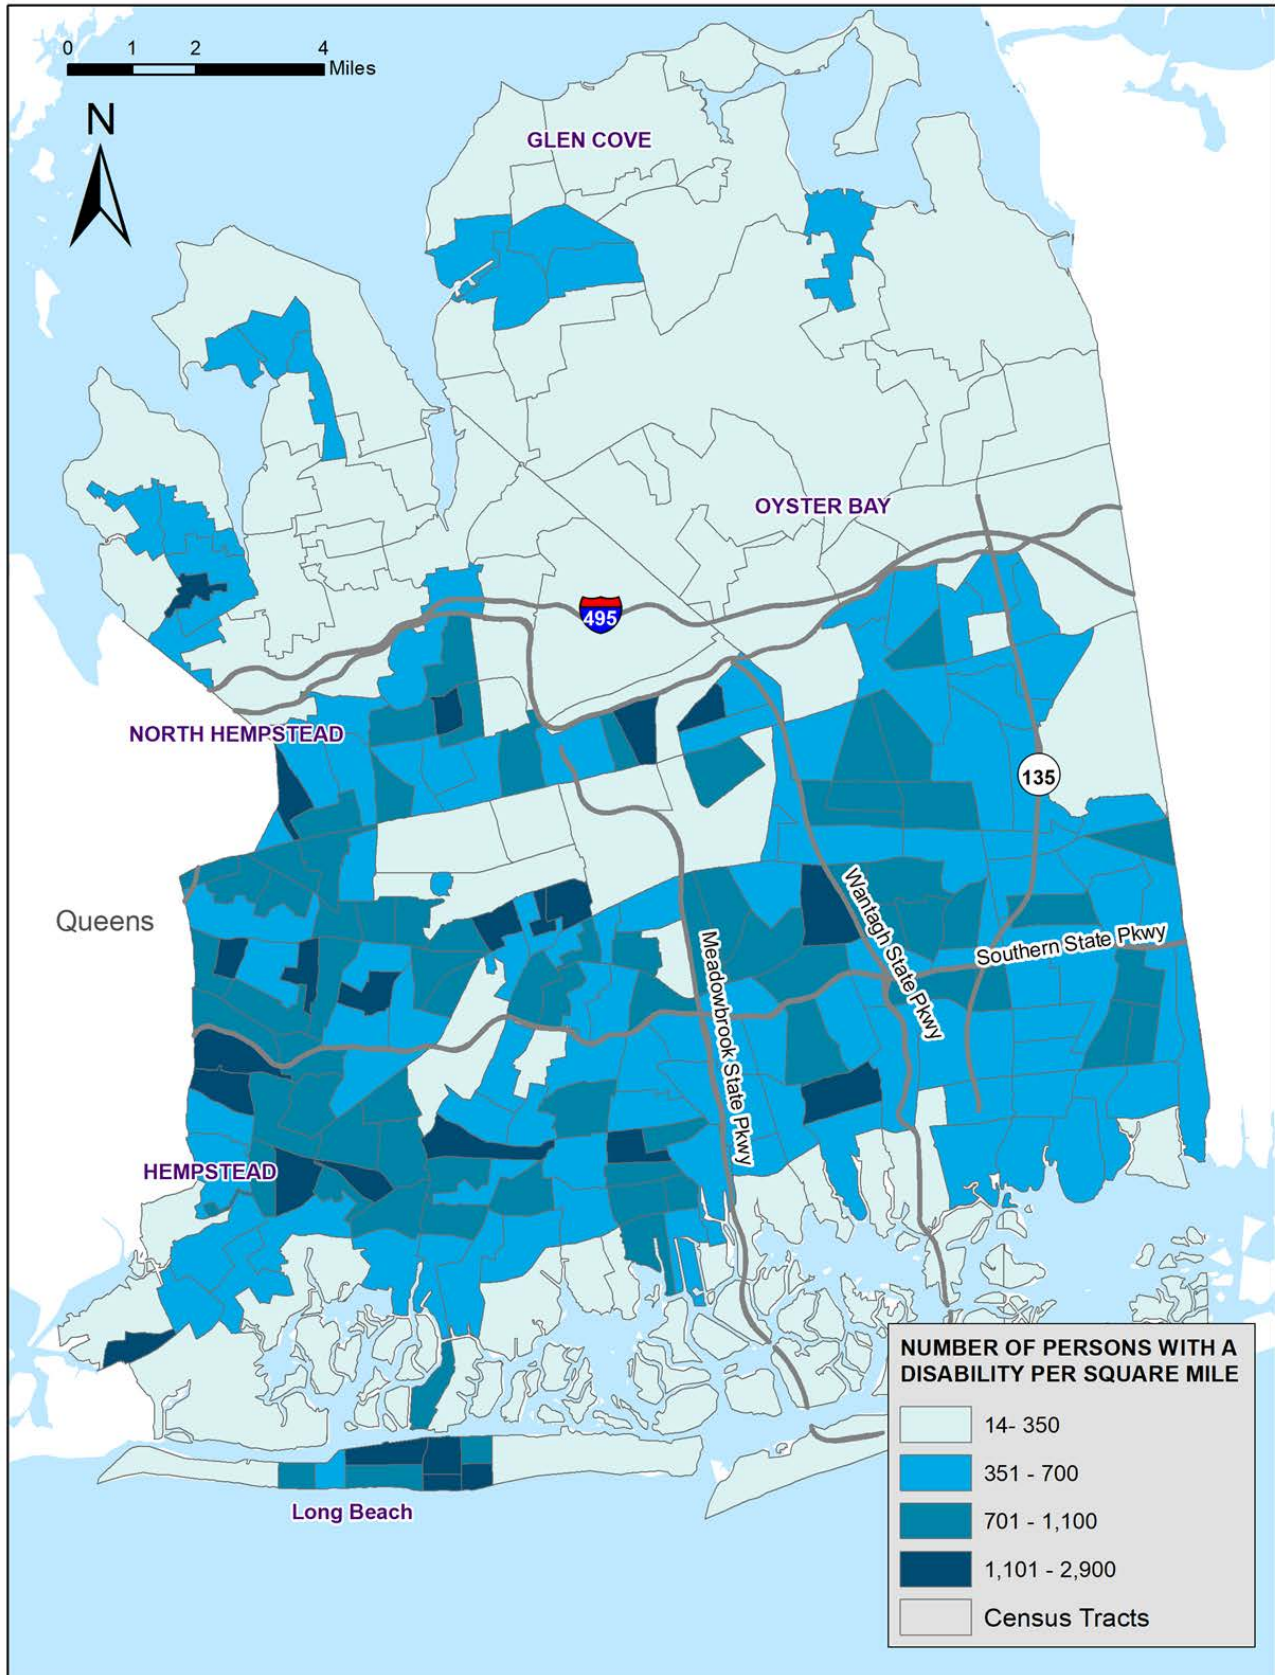 0 1 2 4
Miles
N
GLEN COVE
OYSTER BAY
495
NORTH HEMPSTEAD
135
Queens
Wantagh State Pkwy
Southern State Pkwy
Meadowbrook State Pkwy
HEMPSTEAD
Long Beach
NUMBER OF PERSONS WITH A
DISABILITY PER SQUARE MILE
14- 350
351 - 700
701 - 1,100
1,101 - 2,900
Census Tracts